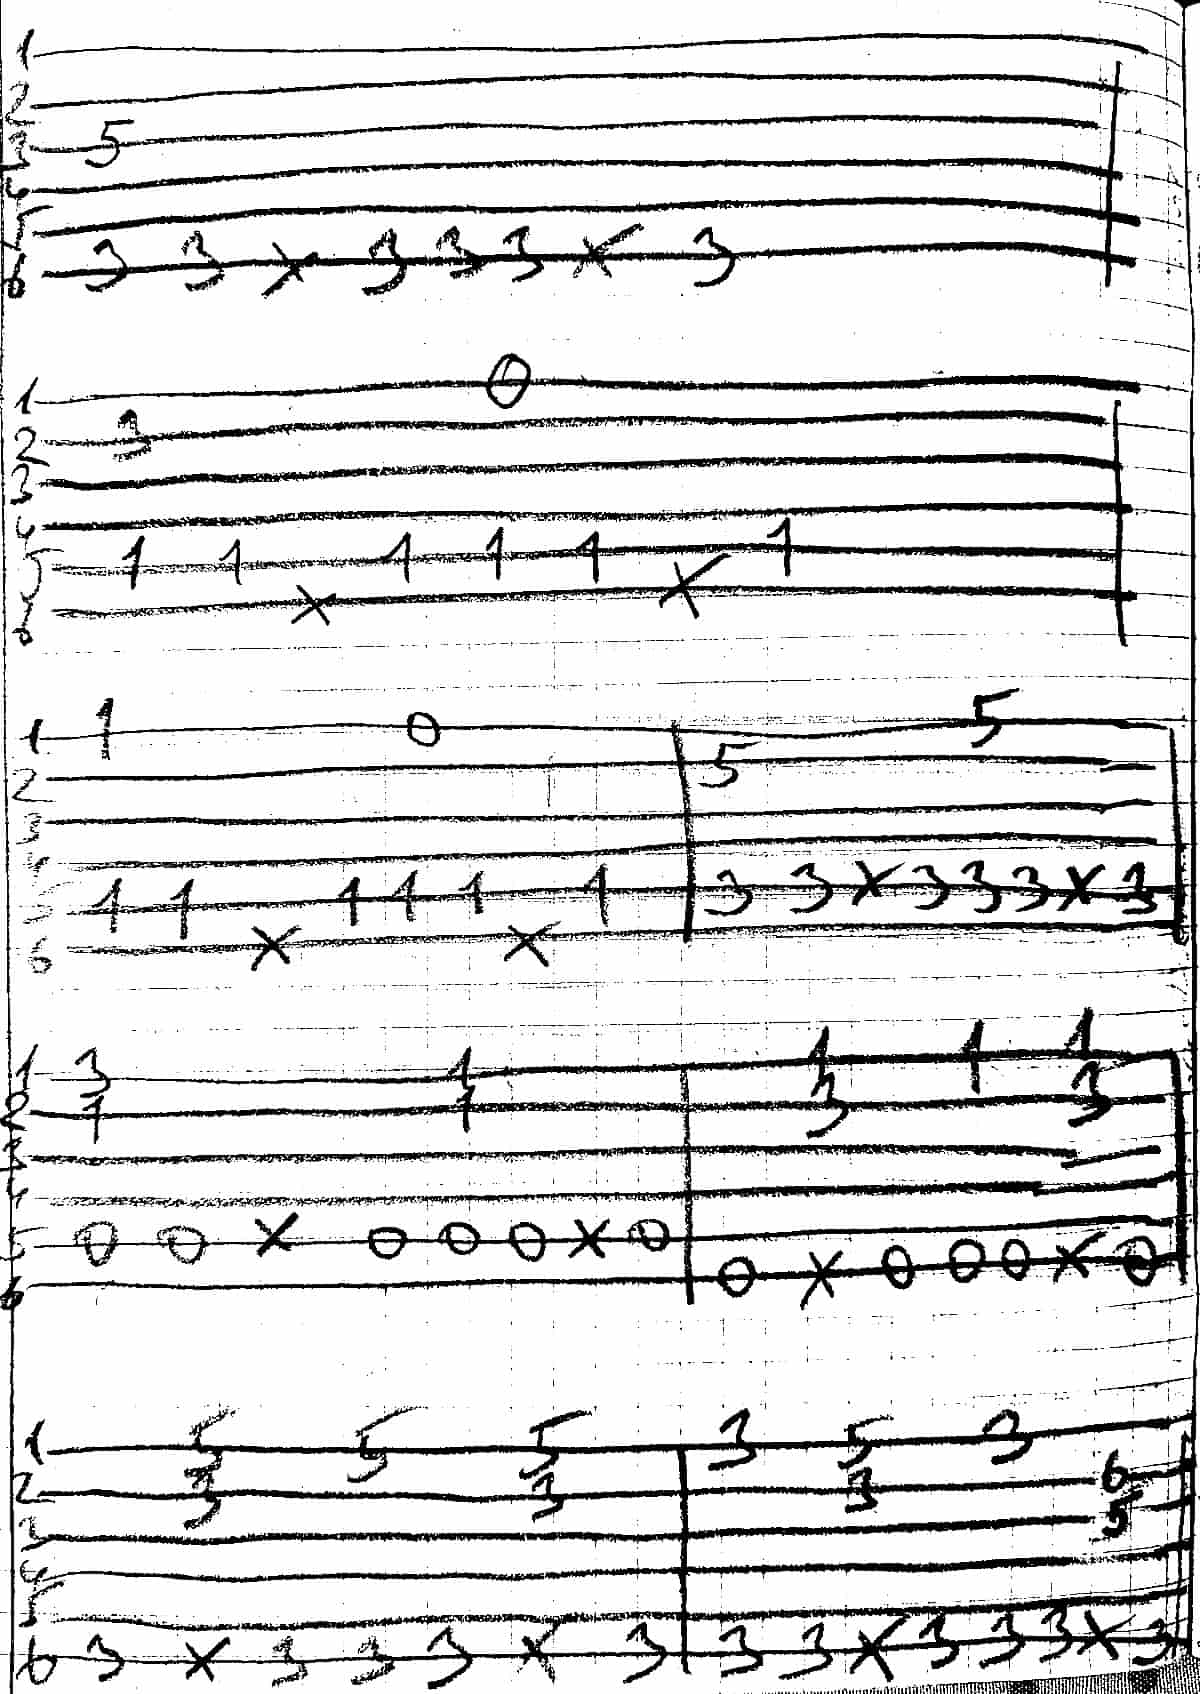 1
2
3 5
4
5
6 3 3 x 3 3 3 x 3
1 0
2 3
3
4
5 1 1 1 1 1 1
6 x x
1 1 0 5
2 5
3
4
5 1 1 1 1 1 1 3 3 x 3 3 3 x 3
6 x x
1 3 1 1 1 1
2 1 1 3 3
3
4
5 0 0 x 0 0 0 x 0
6 0 x 0 0 0 x 0
1 5 5 5 3 5 3
2 3 3 3 6
3 5
4
5
6 3 x 3 3 3 x 3 3 3 x 3 3 3 x 3